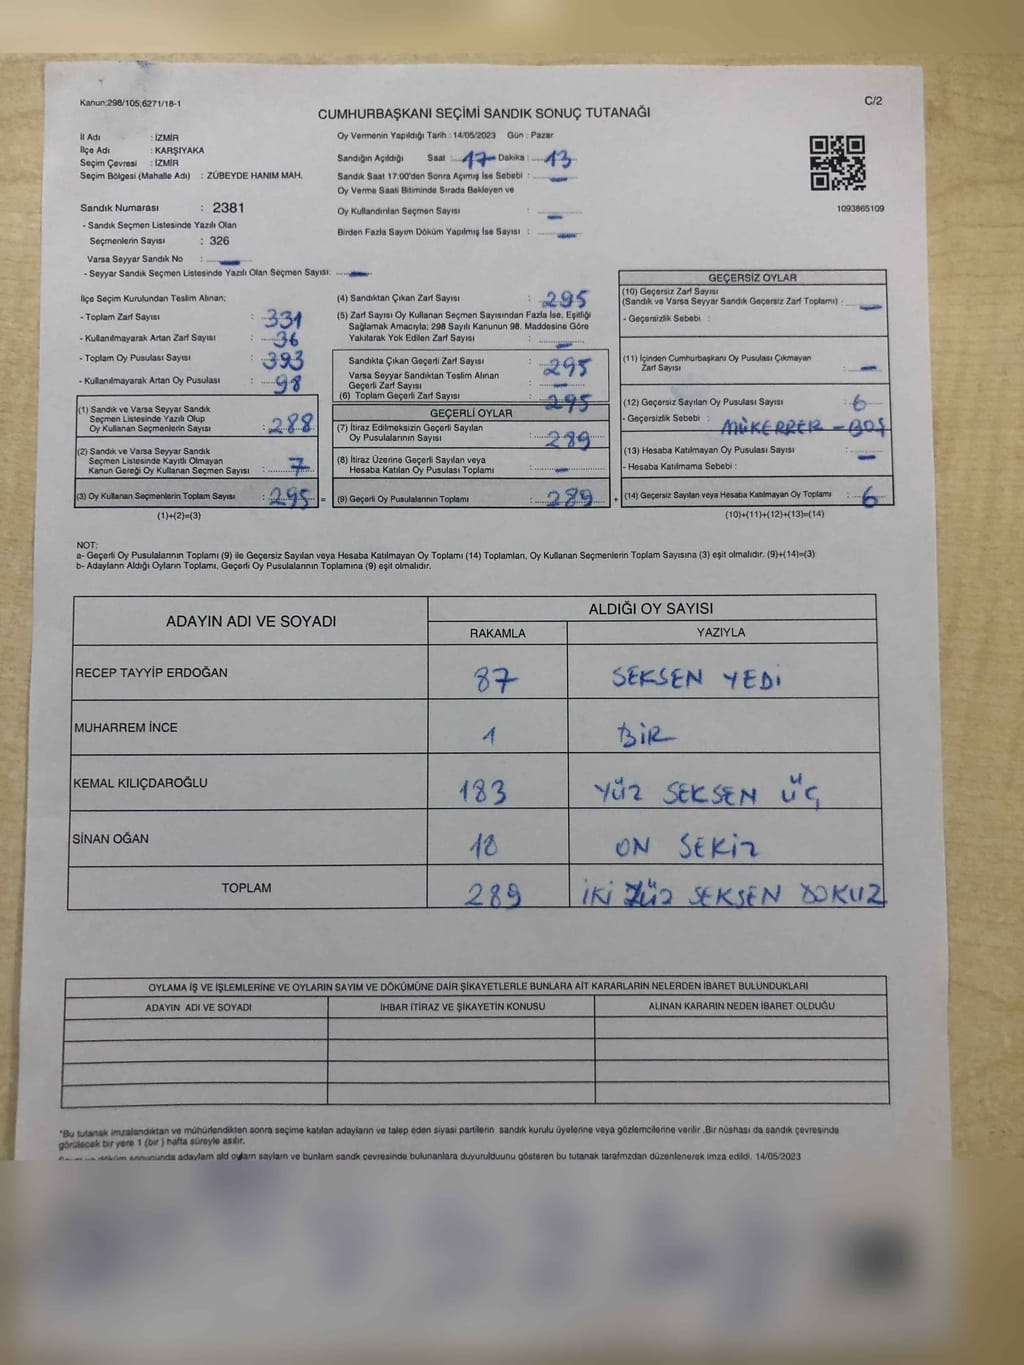 Kanun;298/105;6271/18-1
C/2
CUMHURBAŞKANI SEÇİMİ SANDIK SONUÇ TUTANAĞI
İl Adı : İZMİR
İlçe Adı : KARŞIYAKA
Seçim Çevresi : İZMİR
Seçim Bölgesi (Mahalle Adı) : ZÜBEYDE HANIM MAH.
Sandık Numarası : 2381
- Sandık Seçmen Listesinde Yazılı Olan
Seçmenlerin Sayısı : 326
Varsa Seyyar Sandık No : —
- Seyyar Sandık Seçmen Listesinde Yazılı Olan Seçmen Sayısı: —
Oy Vermenin Yapıldığı Tarih : 14/05/2023 Gün : Pazar
Sandığın Açıldığı Saat : 17 Dakika : 13
Sandık Saat 17:00'den Sonra Açımış İse Sebebi : —
Oy Verme Saati Bitiminde Sırada Bekleyen ve
Oy Kullandırılan Seçmen Sayısı : —
Birden Fazla Sayım Döküm Yapılmış İse Sayısı : —
1093865109
İlçe Seçim Kurulundan Teslim Alınan;
- Toplam Zarf Sayısı : 331
- Kullanılmayarak Artan Zarf Sayısı : 36
- Toplam Oy Pusulası Sayısı : 393
- Kullanılmayarak Artan Oy Pusulası : 98
(1) Sandık ve Varsa Seyyar Sandık
Seçmen Listesinde Yazılı Olup
Oy Kullanan Seçmenlerin Sayısı : 288
(2) Sandık ve Varsa Seyyar Sandık
Seçmen Listesinde Kayıtlı Olmayan
Kanun Gereği Oy Kullanan Seçmen Sayısı : 7
(3) Oy Kullanan Seçmenlerin Toplam Sayısı : 295 =
(1)+(2)=(3)
(4) Sandıktan Çıkan Zarf Sayısı : 295
(5) Zarf Sayısı Oy Kullanan Seçmen Sayısından Fazla İse, Eşitliği
Sağlamak Amacıyla; 298 Sayılı Kanunun 98. Maddesine Göre
Yakılarak Yok Edilen Zarf Sayısı : —
Sandıkta Çıkan Geçerli Zarf Sayısı : 295
Varsa Seyyar Sandıktan Teslim Alınan
Geçerli Zarf Sayısı : —
(6) Toplam Geçerli Zarf Sayısı : 295
GEÇERLİ OYLAR
(7) İtiraz Edilmeksizin Geçerli Sayılan
Oy Pusulalarının Sayısı : 289
(8) İtiraz Üzerine Geçerli Sayılan veya
Hesaba Katılan Oy Pusulası Toplamı : —
(9) Geçerli Oy Pusulalarının Toplamı : 289 +
GEÇERSİZ OYLAR
(10) Geçersiz Zarf Sayısı
(Sandık ve Varsa Seyyar Sandık Geçersiz Zarf Toplamı) : —
- Geçersizlik Sebebi :
(11) İçinden Cumhurbaşkanı Oy Pusulası Çıkmayan
Zarf Sayısı : —
(12) Geçersiz Sayılan Oy Pusulası Sayısı : 6
- Geçersizlik Sebebi : MÜKERRER - BOŞ
(13) Hesaba Katılmayan Oy Pusulası Sayısı : —
- Hesaba Katılmama Sebebi :
(14) Geçersiz Sayılan veya Hesaba Katılmayan Oy Toplamı : 6
(10)+(11)+(12)+(13)=(14)
NOT:
a- Geçerli Oy Pusulalarının Toplamı (9) ile Geçersiz Sayılan veya Hesaba Katılmayan Oy Toplamı (14) Toplamları, Oy Kullanan Seçmenlerin Toplam Sayısına (3) eşit olmalıdır. (9)+(14)=(3)
b- Adayların Aldığı Oyların Toplamı, Geçerli Oy Pusulalarının Toplamına (9) eşit olmalıdır.
ADAYIN ADI VE SOYADI
ALDIĞI OY SAYISI
RAKAMLA YAZIYLA
RECEP TAYYİP ERDOĞAN 87 SEKSEN YEDİ
MUHARREM İNCE 1 BİR
KEMAL KILIÇDAROĞLU 183 YÜZ SEKSEN ÜÇ
SİNAN OĞAN 18 ON SEKİZ
TOPLAM 289 İKİ YÜZ SEKSEN DOKUZ
OYLAMA İŞ VE İŞLEMLERİNE VE OYLARIN SAYIM VE DÖKÜMÜNE DAİR ŞİKAYETLERLE BUNLARA AİT KARARLARIN NELERDEN İBARET BULUNDUKLARI
ADAYIN ADI VE SOYADI İHBAR İTİRAZ VE ŞİKAYETİN KONUSU ALINAN KARARIN NEDEN İBARET OLDUĞU
"Bu tutanak imzalandıktan ve mühürlendikten sonra seçime katılan adayların ve talep eden siyasi partilerin sandık kurulu üyelerine veya gözlemcilerine verilir .Bir nüshası da sandık çevresinde
görülecek bir yere 1 (bir ) hafta süreyle asılır.
sonucunda adayların bulunanlara duyurulduunu gösteren bu tutanak tarafmzdan düzenlenerek imza edildi. 14/05/2023